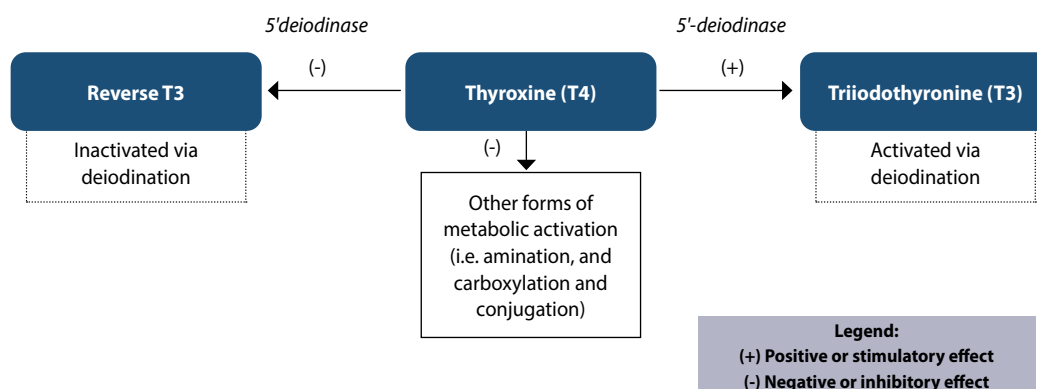 5'deiodinase
5'-deiodinase
(-)
(+)
Reverse T3
Thyroxine (T4)
Triiodothyronine (T3)
Inactivated via
deiodination
(-)
Activated via
deiodination
Other forms of
metabolic activation
(i.e. amination, and
carboxylation and
conjugation)
Legend:
(+) Positive or stimulatory effect
(-) Negative or inhibitory effect